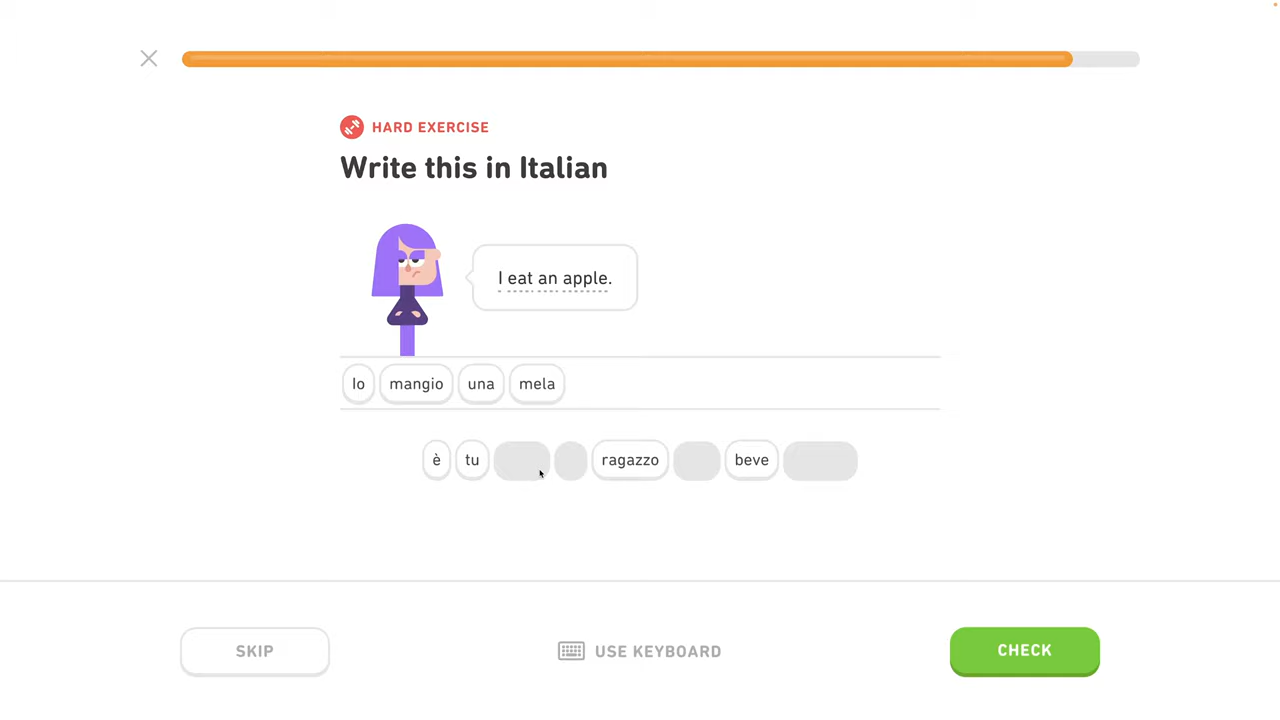 HARD EXERCISE
Write this in Italian
I eat an apple.
Io mangio una mela
è tu ragazzo beve
SKIP USE KEYBOARD CHECK